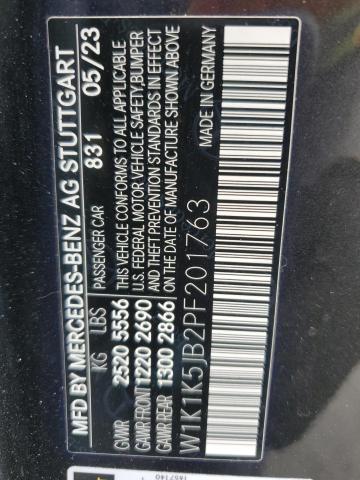 MFD BY MERCEDES-BENZ AG STUTTGART
KG LBS PASSENGER CAR 831 05/23
GVWR 2520 5556
GAWR FRONT 1220 2690
GAWR REAR 1300 2866
THIS VEHICLE CONFORMS TO ALL APPLICABLE
U.S. FEDERAL MOTOR VEHICLE SAFETY,BUMPER
AND THEFT PREVENTION STANDARDS IN EFFECT
ON THE DATE OF MANUFACTURE SHOWN ABOVE
W1K1K5JB2PF201763 MADE IN GERMANY